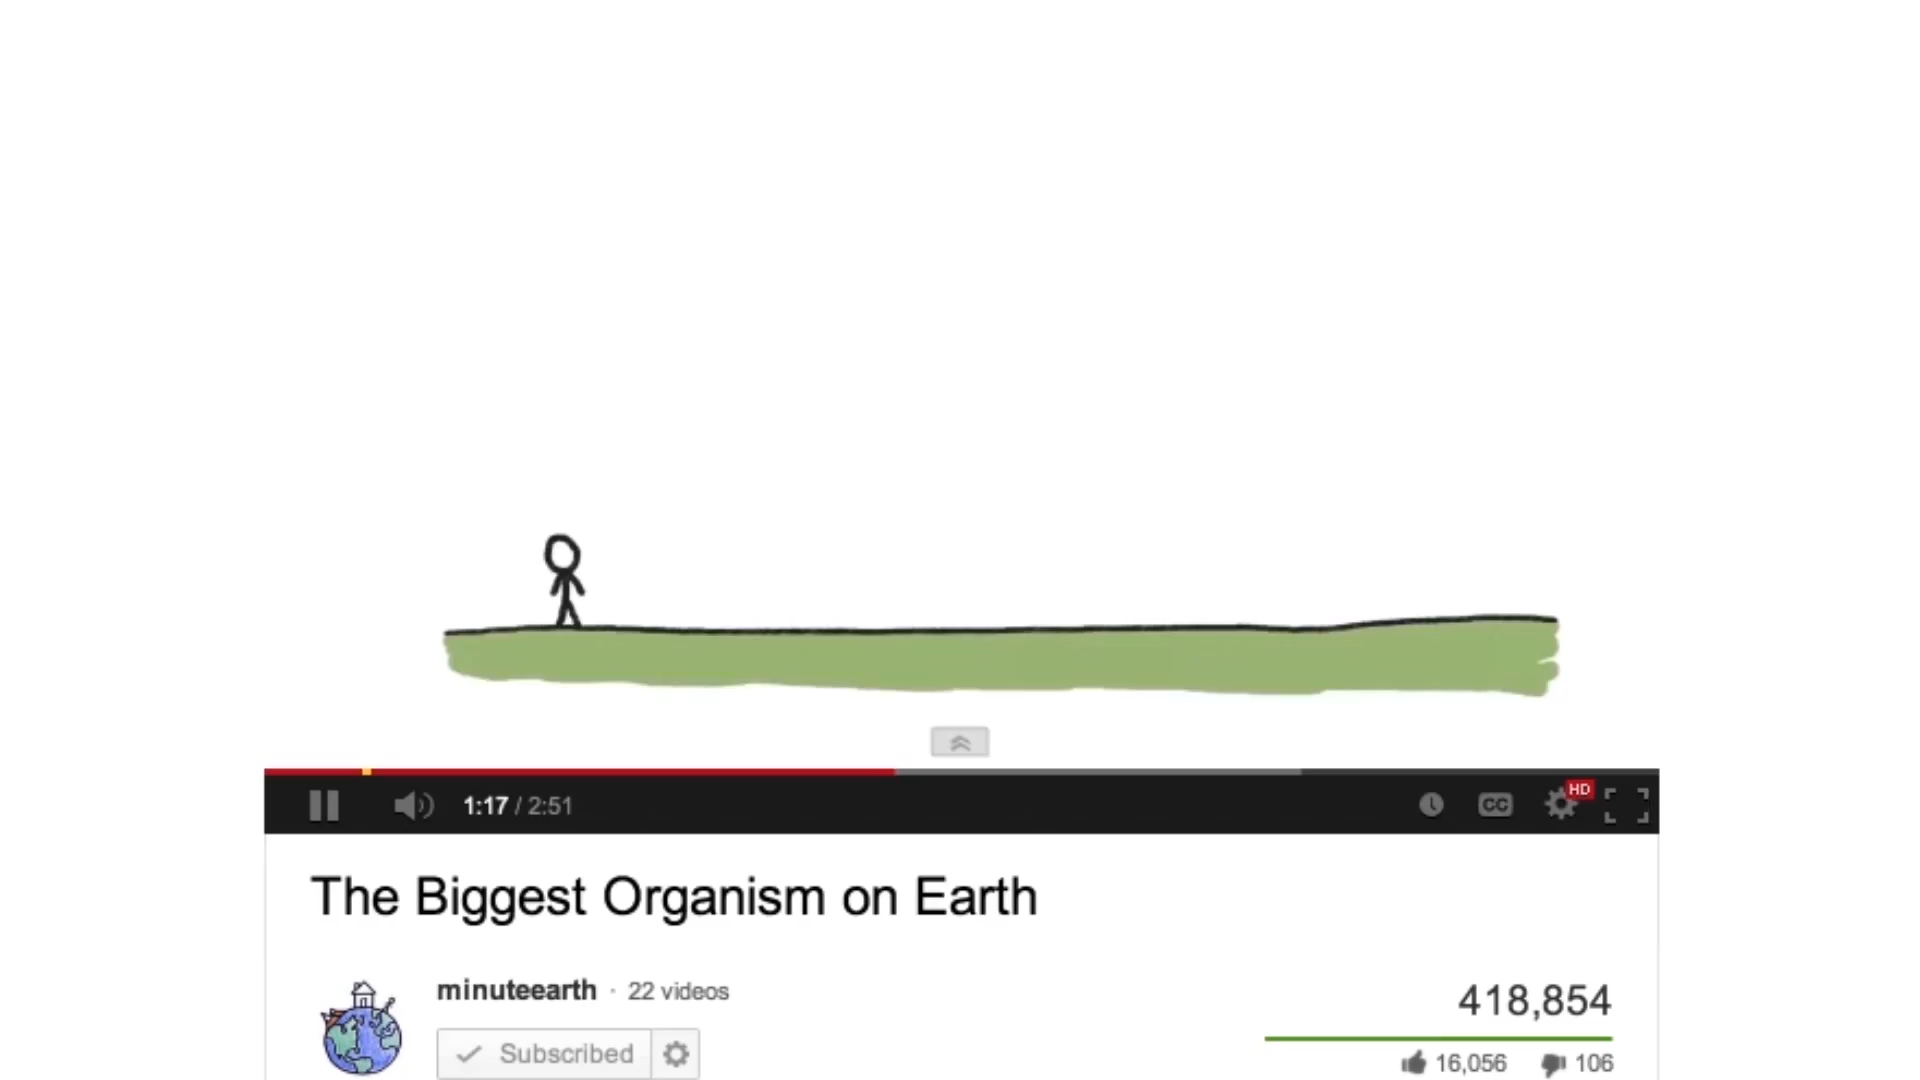 1:17 / 2:51
CC
HD
The Biggest Organism on Earth
minuteearth · 22 videos
418,854
Subscribed
16,056 106